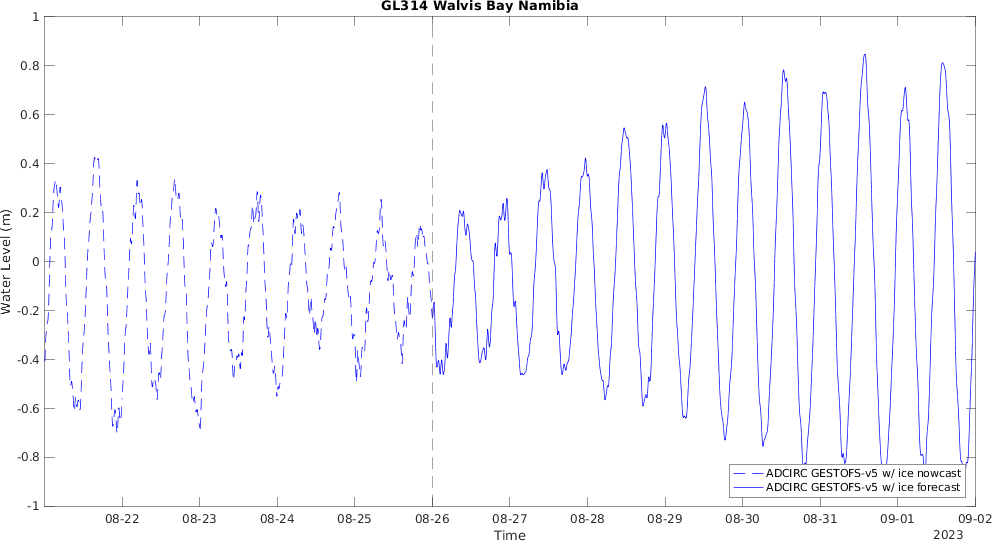 GL314 Walvis Bay Namibia
1
0.8
0.6
0.4
0.2
0
-0.2
-0.4
-0.6
-0.8
-1
Water Level (m)
ADCIRC GESTOFS-v5 w/ ice nowcast
ADCIRC GESTOFS-v5 w/ ice forecast
08-22 08-23 08-24 08-25 08-26 08-27 08-28 08-29 08-30 08-31 09-01 09-02
Time
2023